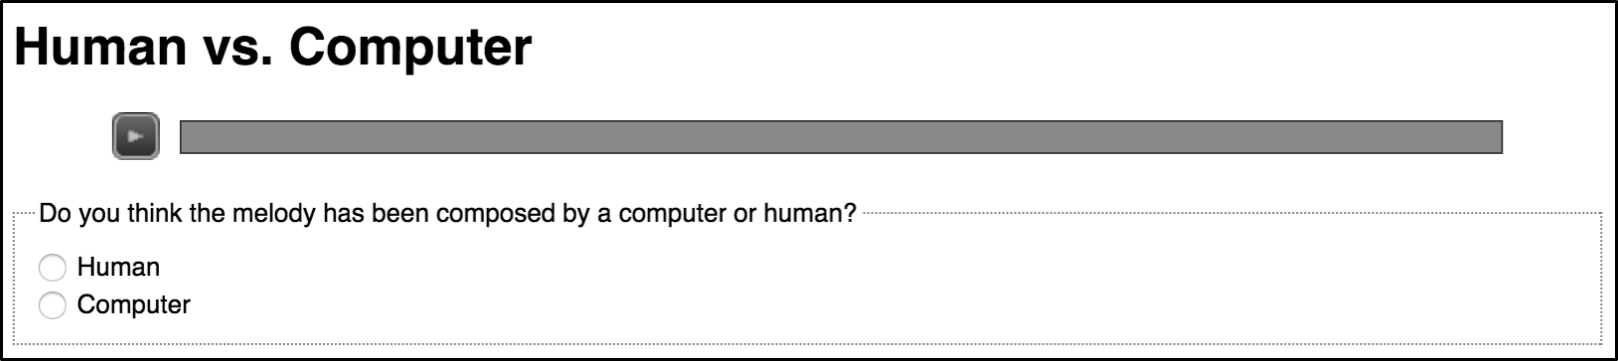 Human vs. Computer
Do you think the melody has been composed by a computer or human?
Human
Computer